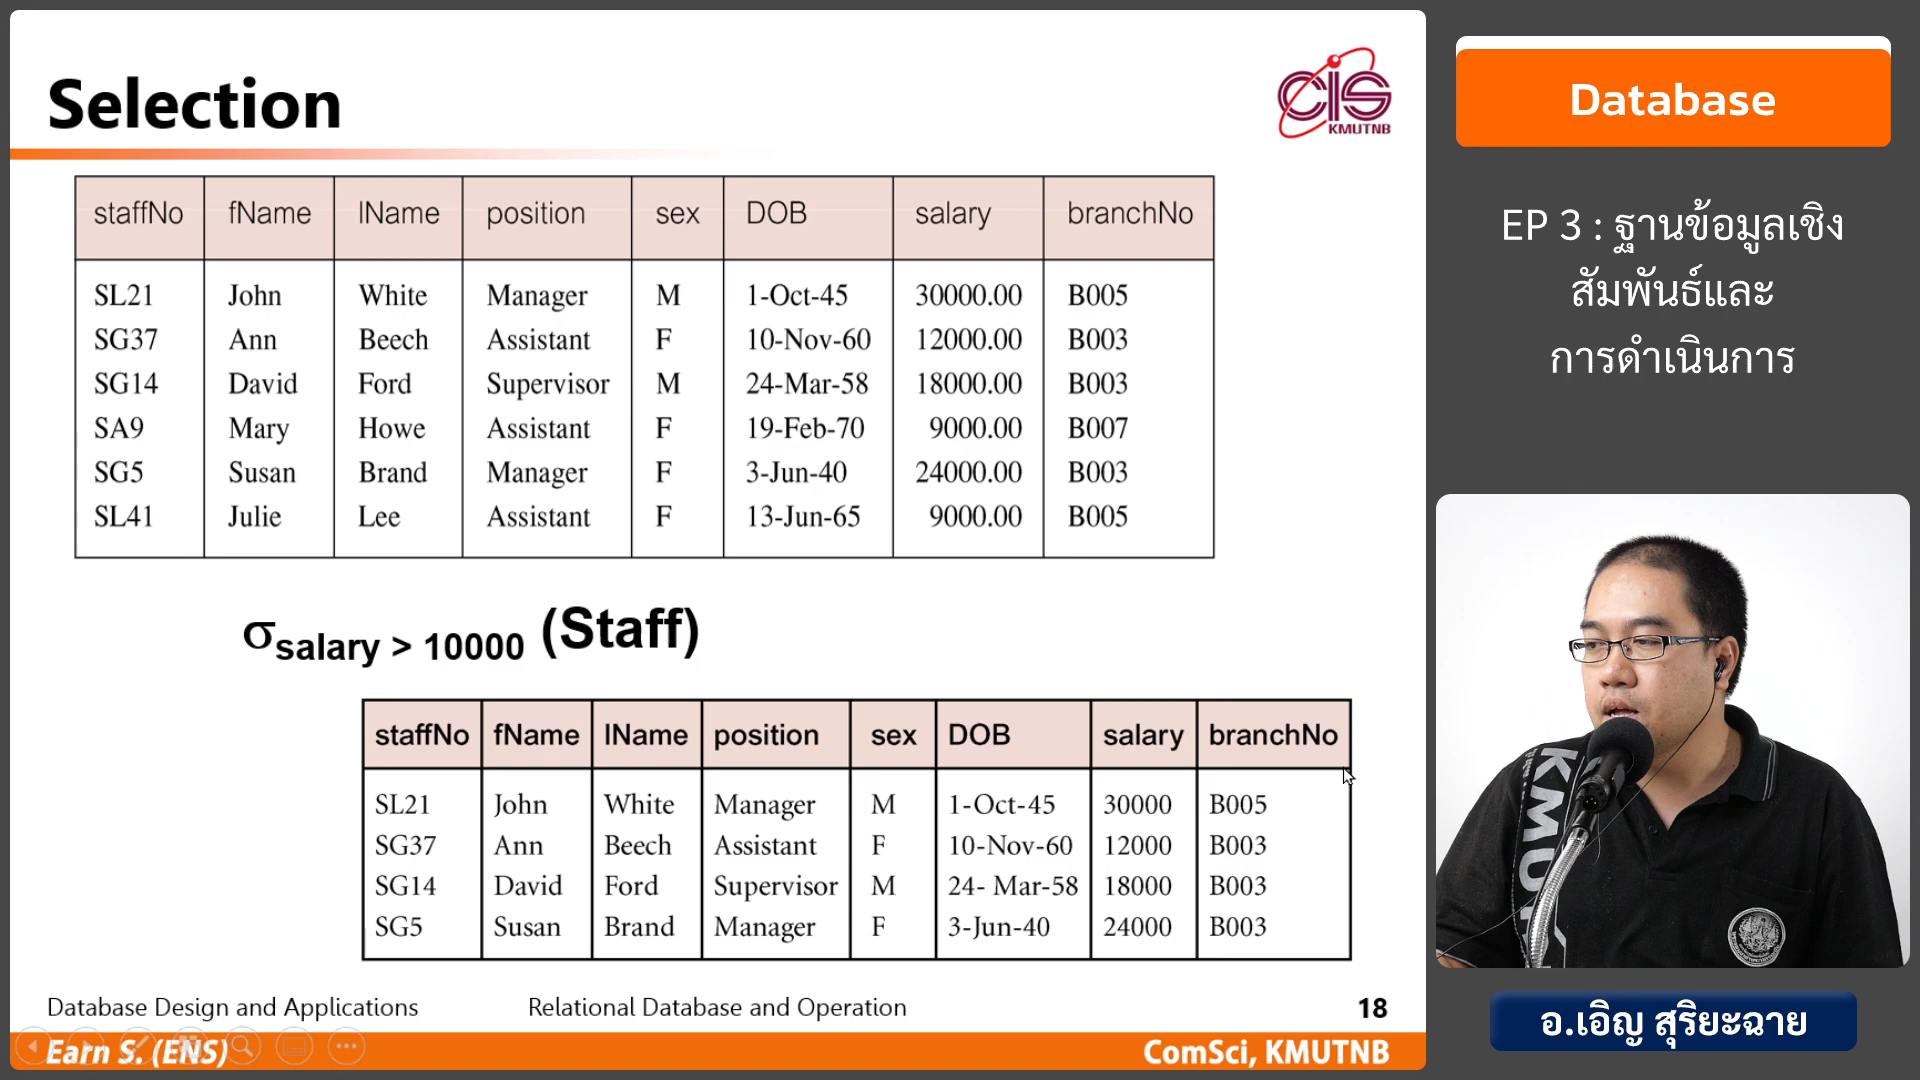 Selection
CIS
KMUTNB
staffNo fName lName position sex DOB salary branchNo
SL21 John White Manager M 1-Oct-45 30000.00 B005
SG37 Ann Beech Assistant F 10-Nov-60 12000.00 B003
SG14 David Ford Supervisor M 24-Mar-58 18000.00 B003
SA9 Mary Howe Assistant F 19-Feb-70 9000.00 B007
SG5 Susan Brand Manager F 3-Jun-40 24000.00 B003
SL41 Julie Lee Assistant F 13-Jun-65 9000.00 B005
σsalary > 10000 (Staff)
staffNo fName lName position sex DOB salary branchNo
SL21 John White Manager M 1-Oct-45 30000 B005
SG37 Ann Beech Assistant F 10-Nov-60 12000 B003
SG14 David Ford Supervisor M 24- Mar-58 18000 B003
SG5 Susan Brand Manager F 3-Jun-40 24000 B003
Database Design and Applications Relational Database and Operation 18
Earn S. (ENS) ComSci, KMUTNB
Database
EP 3 : ฐานข้อมูลเชิง
สัมพันธ์และ
การดำเนินการ
อ.เอิญ สุริยะฉาย